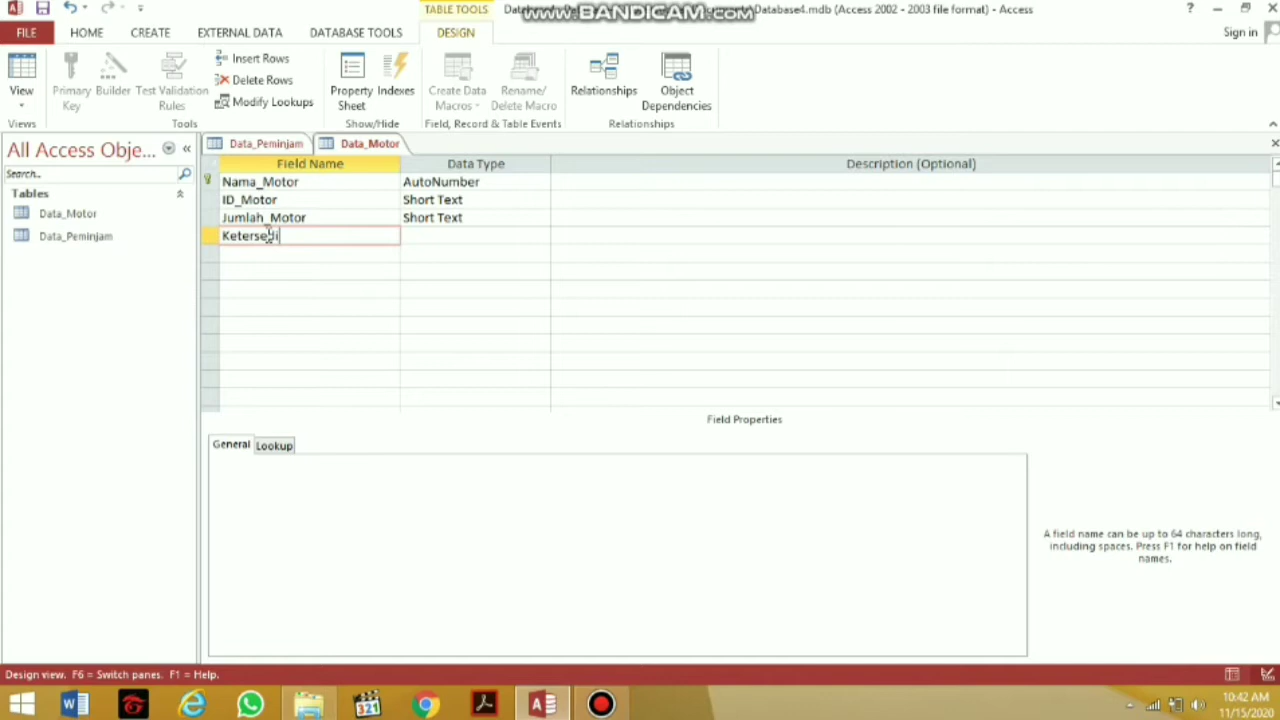 TABLE TOOLS
www.BANDICAM.com
Database4.mdb (Access 2002 - 2003 file format) - Access
?
FILE
HOME
CREATE
EXTERNAL DATA
DATABASE TOOLS
DESIGN
Sign in
View
Primary Key
Builder
Test Validation Rules
Insert Rows
Delete Rows
Modify Lookups
Property Sheet
Indexes
Create Data Macros
Rename/ Delete Macro
Relationships
Object Dependencies
Views
Tools
Show/Hide
Field, Record & Table Events
Relationships
All Access Obje...
Search..
Tables
Data_Motor
Data_Peminjam
Data_Peminjam
Data_Motor
Field Name
Data Type
Description (Optional)
Nama_Motor
AutoNumber
ID_Motor
Short Text
Jumlah_Motor
Short Text
Ketersedi
Field Properties
General
Lookup
A field name can be up to 64 characters long,
including spaces. Press F1 for help on field
names.
Design view. F6 = Switch panes. F1 = Help.
321
10:42 AM
11/15/2020